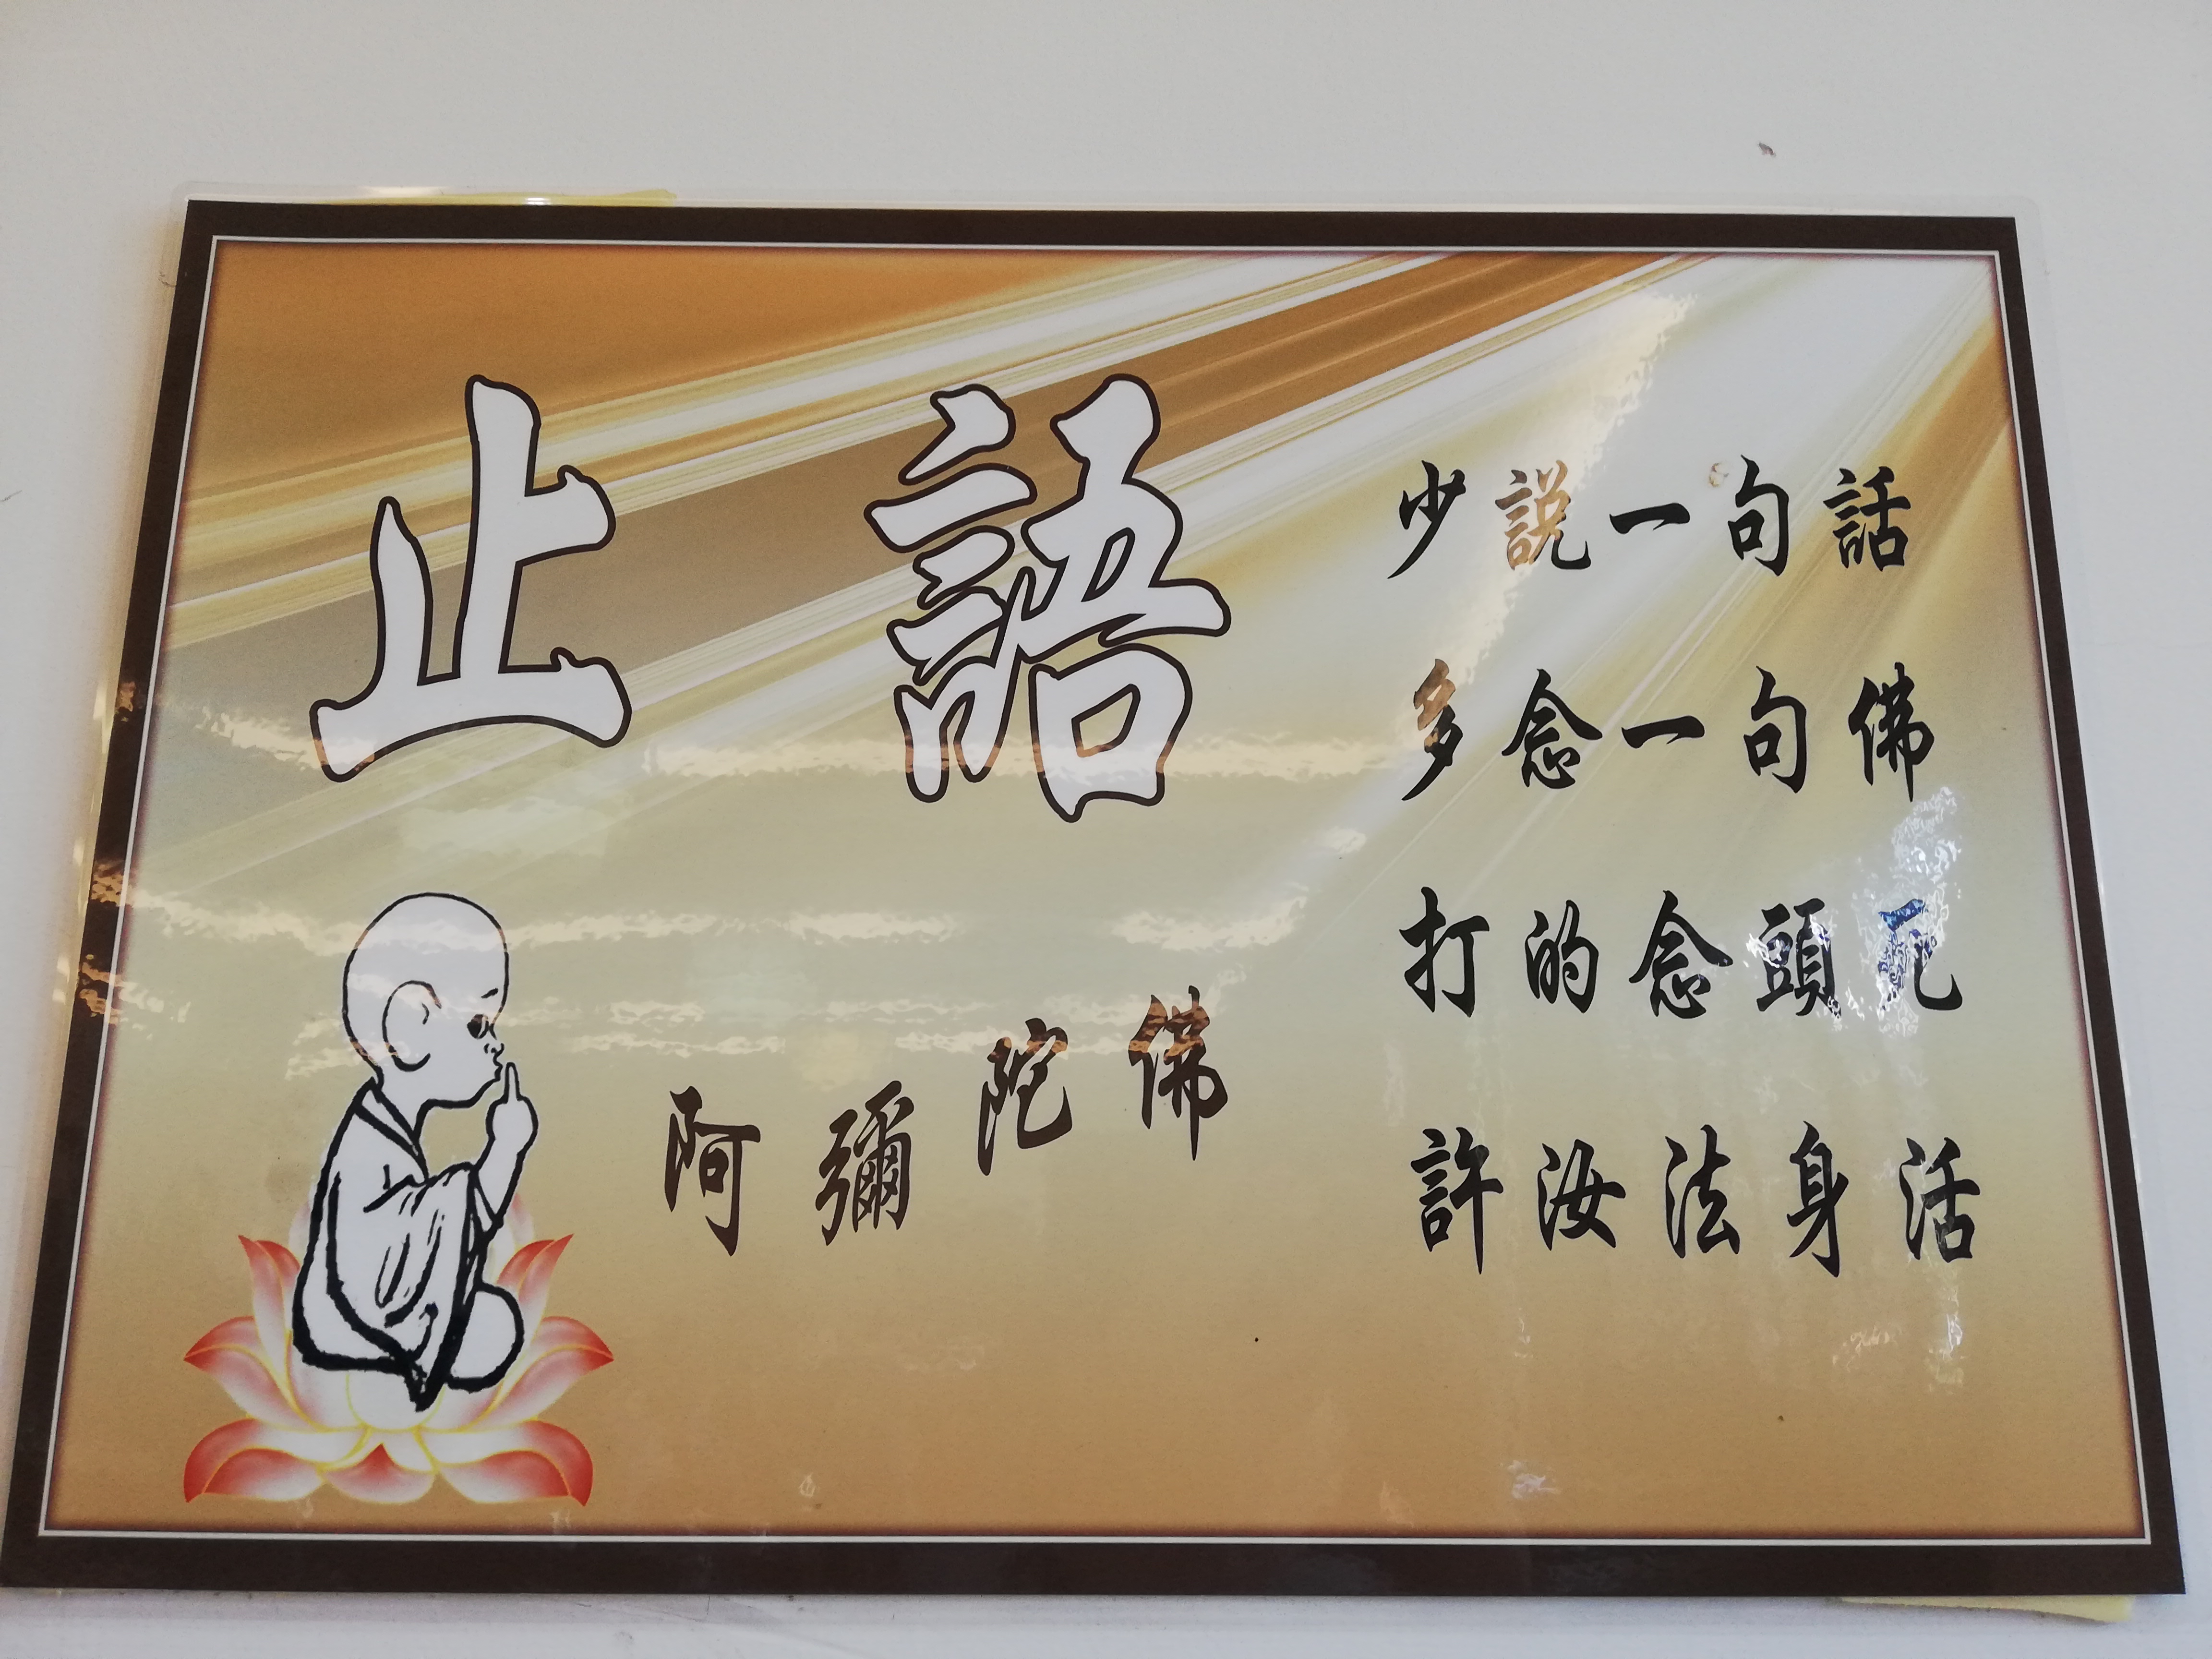 止語
少說一句話
多念一句佛
打的念頭死
許汝法身活
阿彌陀佛